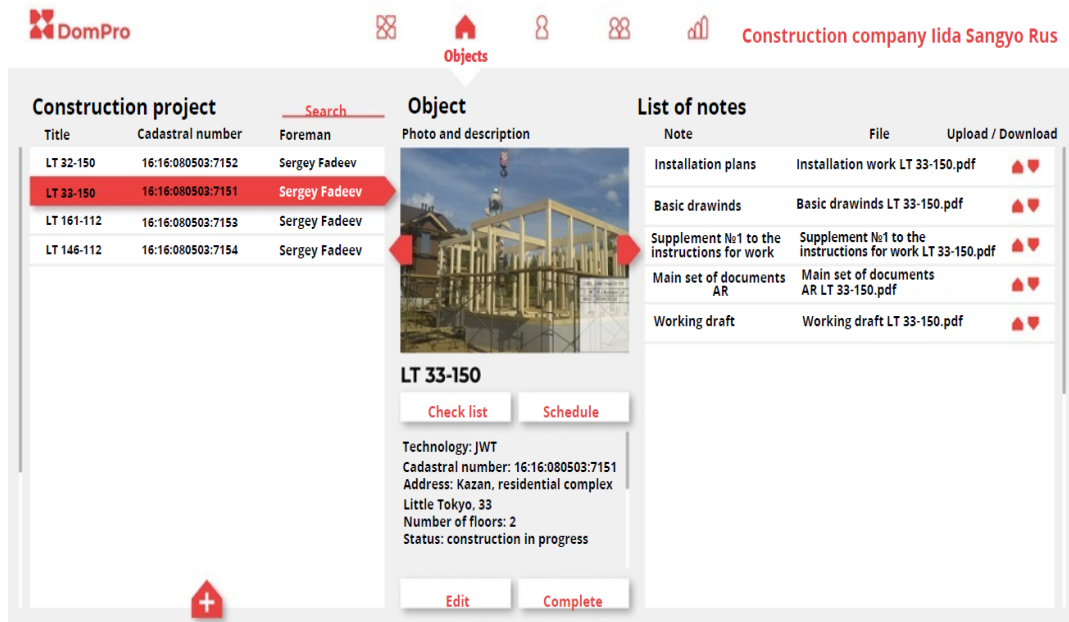 DomPro
Objects
Construction company Iida Sangyo Rus
Construction project
Search
Title Cadastral number Foreman
LT 32-150 16:16:080503:7152 Sergey Fadeev
LT 33-150 16:16:080503:7151 Sergey Fadeev
LT 161-112 16:16:080503:7153 Sergey Fadeev
LT 146-112 16:16:080503:7154 Sergey Fadeev
Object
Photo and description
LT 33-150
Check list Schedule
Technology: JWT
Cadastral number: 16:16:080503:7151
Address: Kazan, residential complex
Little Tokyo, 33
Number of floors: 2
Status: construction in progress
Edit Complete
List of notes
Note File Upload / Download
Installation plans Installation work LT 33-150.pdf
Basic drawinds Basic drawinds LT 33-150.pdf
Supplement №1 to the
instructions for work
Supplement №1 to the
instructions for work LT 33-150.pdf
Main set of documents
AR
Main set of documents
AR LT 33-150.pdf
Working draft Working draft LT 33-150.pdf